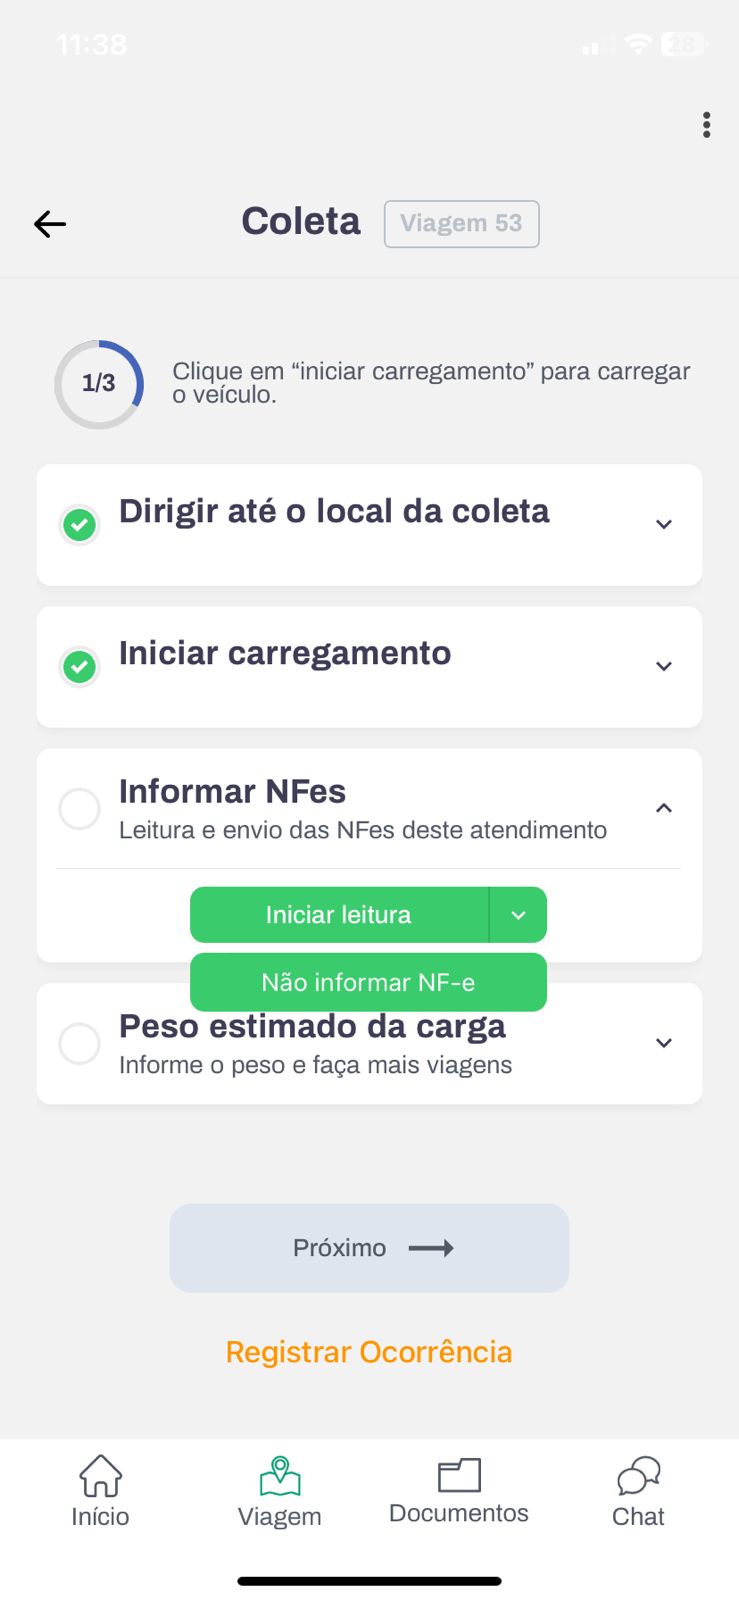 11:38
28
Coleta
Viagem 53
1/3
Clique em “iniciar carregamento” para carregar
o veículo.
Dirigir até o local da coleta
Iniciar carregamento
Informar NFes
Leitura e envio das NFes deste atendimento
Iniciar leitura
Não informar NF-e
Peso estimado da carga
Informe o peso e faça mais viagens
Próximo
Registrar Ocorrência
Início
Viagem
Documentos
Chat